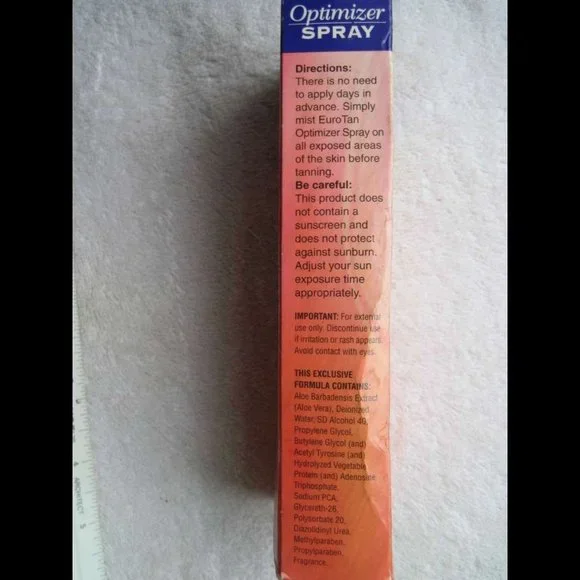 Optimizer
SPRAY
Directions:
There is no need
to apply days in
advance. Simply
mist EuroTan
Optimizer Spray on
all exposed areas
of the skin before
tanning.
Be careful:
This product does
not contain a
sunscreen and
does not protect
against sunburn.
Adjust your sun
exposure time
appropriately.
IMPORTANT: For external
use only. Discontinue use
if irritation or rash appears.
Avoid contact with eyes.
THIS EXCLUSIVE
FORMULA CONTAINS:
Aloe Barbadensis Extract
(Aloe Vera), Deionized
Water, SD Alcohol 40,
Propylene Glycol,
Butylene Glycol (and)
Acetyl Tyrosine (and)
Hydrolyzed Vegetable
Protein (and) Adenosine
Triphosphate,
Sodium PCA,
Glycereth-26,
Polysorbate 20,
Diazolidinyl Urea,
Methylparaben,
Propylparaben,
Fragrance.
ARCHITECT
5